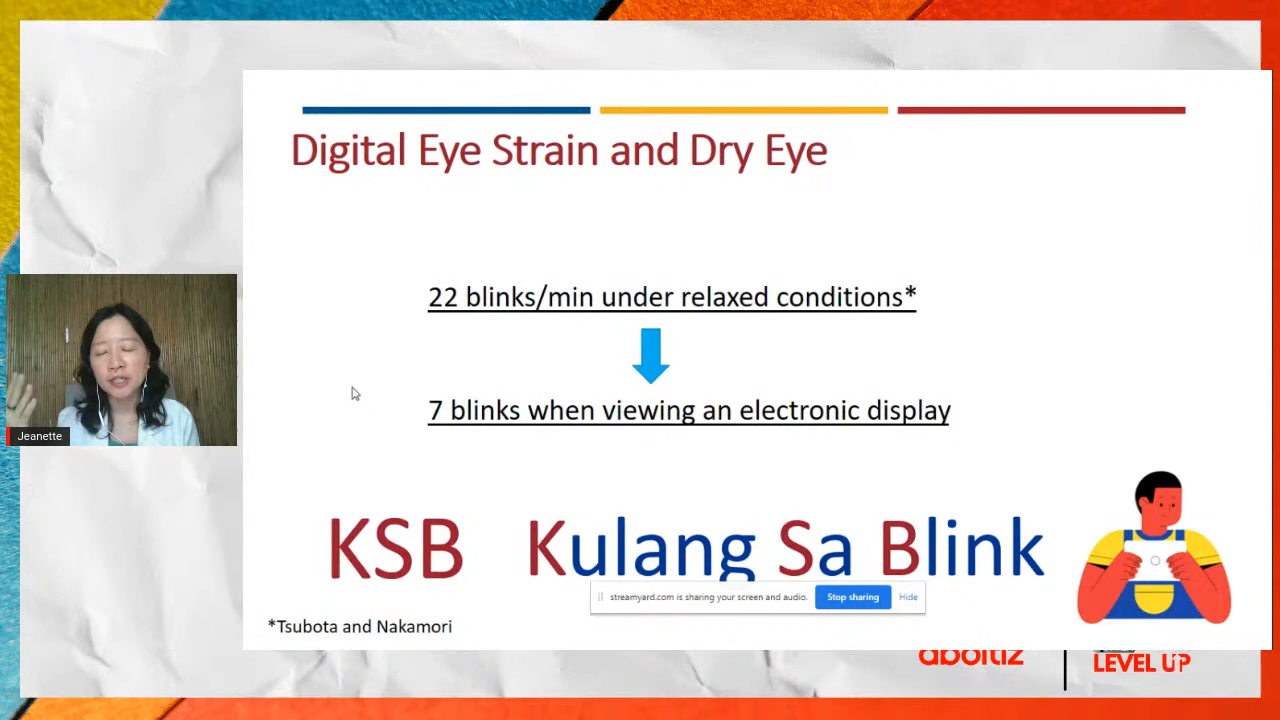 Digital Eye Strain and Dry Eye
22 blinks/min under relaxed conditions*
7 blinks when viewing an electronic display
Jeanette
KSB Kulang Sa Blink
streamyard.com is sharing your screen and audio. Stop sharing Hide
*Tsubota and Nakamori
aboitiz
LEVEL UP